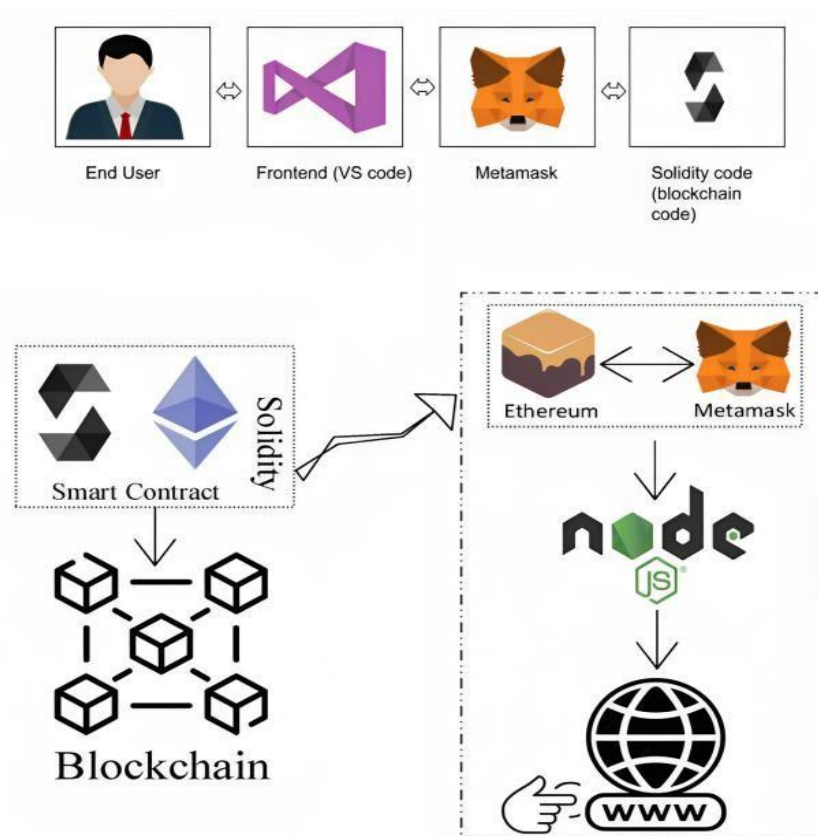 End User
Frontend (VS code)
Metamask
Solidity code
(blockchain
code)
Smart Contract
Solidity
Blockchain
Ethereum
Metamask
node
JS
www